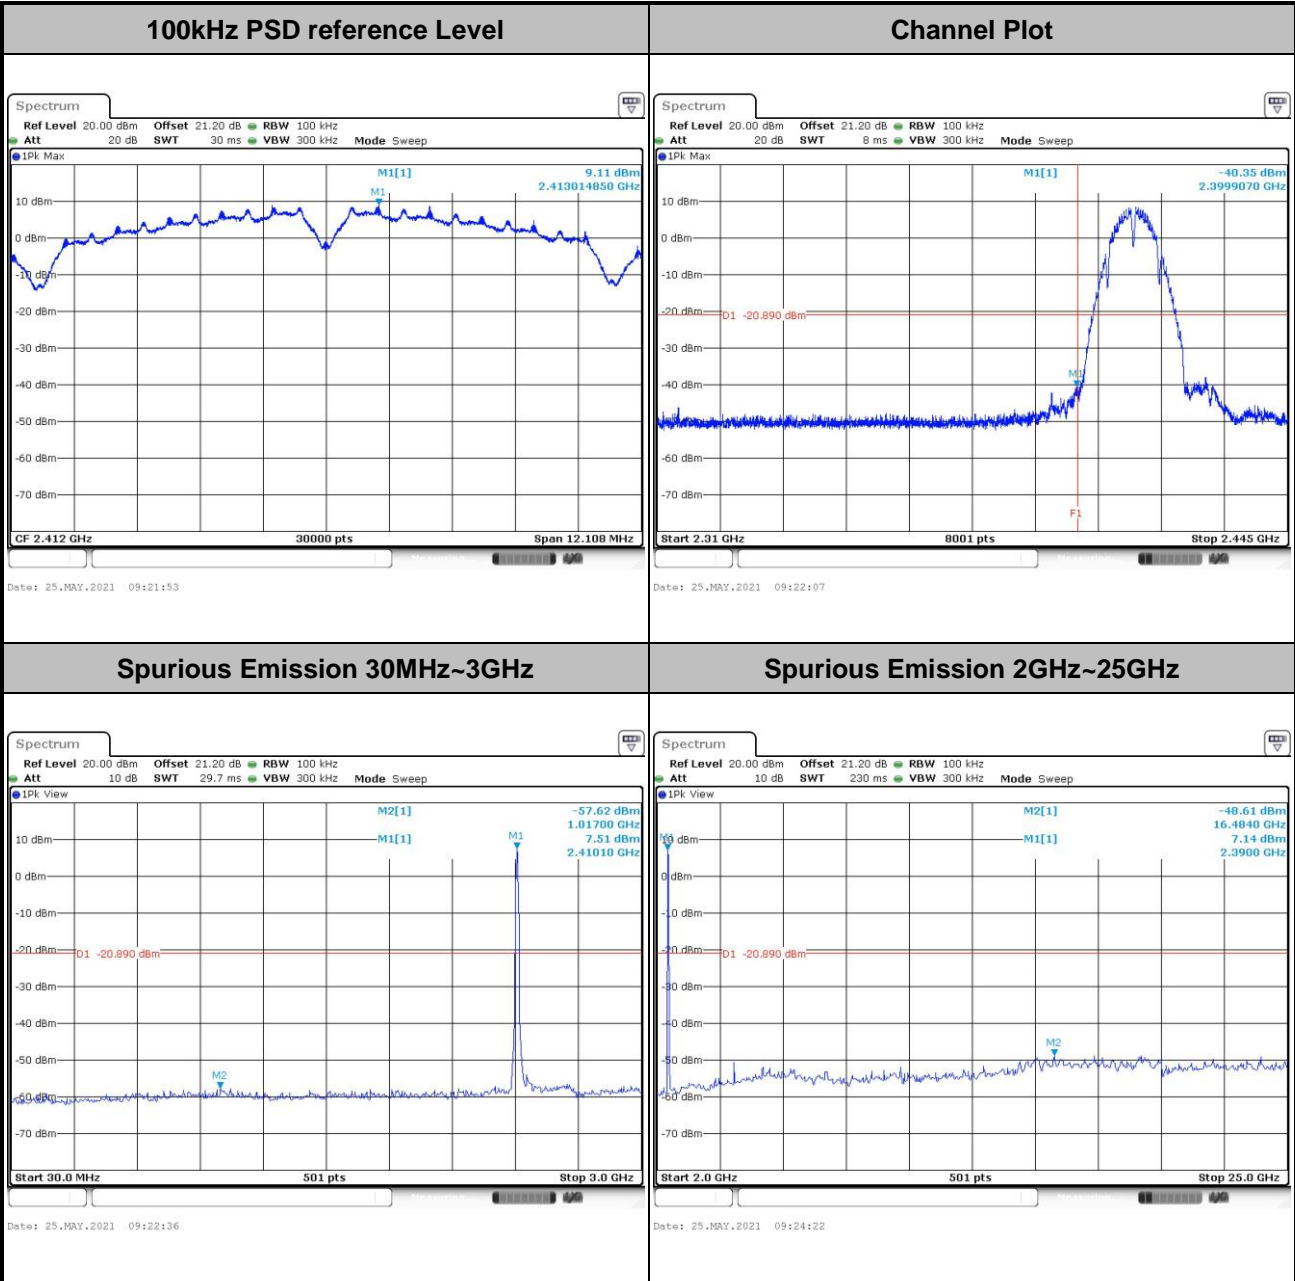 100kHz PSD reference Level
Channel Plot
Spectrum
Ref Level 20.00 dBm Offset 21.20 dB RBW 100 kHz
Att 20 dB SWT 30 ms VBW 300 kHz Mode Sweep
1Pk Max
M1[1] 9.11 dBm
2.413014850 GHz
M1
10 dBm
0 dBm
-10 dBm
-20 dBm
-30 dBm
-40 dBm
-50 dBm
-60 dBm
-70 dBm
CF 2.412 GHz 30000 pts Span 12.108 MHz
Date: 25.MAY.2021 09:21:53
Spectrum
Ref Level 20.00 dBm Offset 21.20 dB RBW 100 kHz
Att 20 dB SWT 8 ms VBW 300 kHz Mode Sweep
1Pk Max
M1[1] -40.35 dBm
2.3999070 GHz
10 dBm
0 dBm
-10 dBm
-20 dBm
D1 -20.890 dBm
-30 dBm
M1
-40 dBm
-50 dBm
-60 dBm
-70 dBm
F1
Start 2.31 GHz 8001 pts Stop 2.445 GHz
Date: 25.MAY.2021 09:22:07
Spurious Emission 30MHz~3GHz
Spurious Emission 2GHz~25GHz
Spectrum
Ref Level 20.00 dBm Offset 21.20 dB RBW 100 kHz
Att 10 dB SWT 29.7 ms VBW 300 kHz Mode Sweep
1Pk View
M2[1] -57.62 dBm
1.01700 GHz
M1[1] 7.51 dBm
2.41010 GHz
M1
10 dBm
0 dBm
-10 dBm
-20 dBm
D1 -20.890 dBm
-30 dBm
-40 dBm
-50 dBm
M2
-60 dBm
-70 dBm
Start 30.0 MHz 501 pts Stop 3.0 GHz
Date: 25.MAY.2021 09:22:36
Spectrum
Ref Level 20.00 dBm Offset 21.20 dB RBW 100 kHz
Att 10 dB SWT 230 ms VBW 300 kHz Mode Sweep
1Pk View
M2[1] -48.61 dBm
16.4840 GHz
M1[1] 7.14 dBm
2.3900 GHz
M1
10 dBm
0 dBm
-10 dBm
-20 dBm
D1 -20.890 dBm
-30 dBm
-40 dBm
M2
-50 dBm
-60 dBm
-70 dBm
Start 2.0 GHz 501 pts Stop 25.0 GHz
Date: 25.MAY.2021 09:24:22